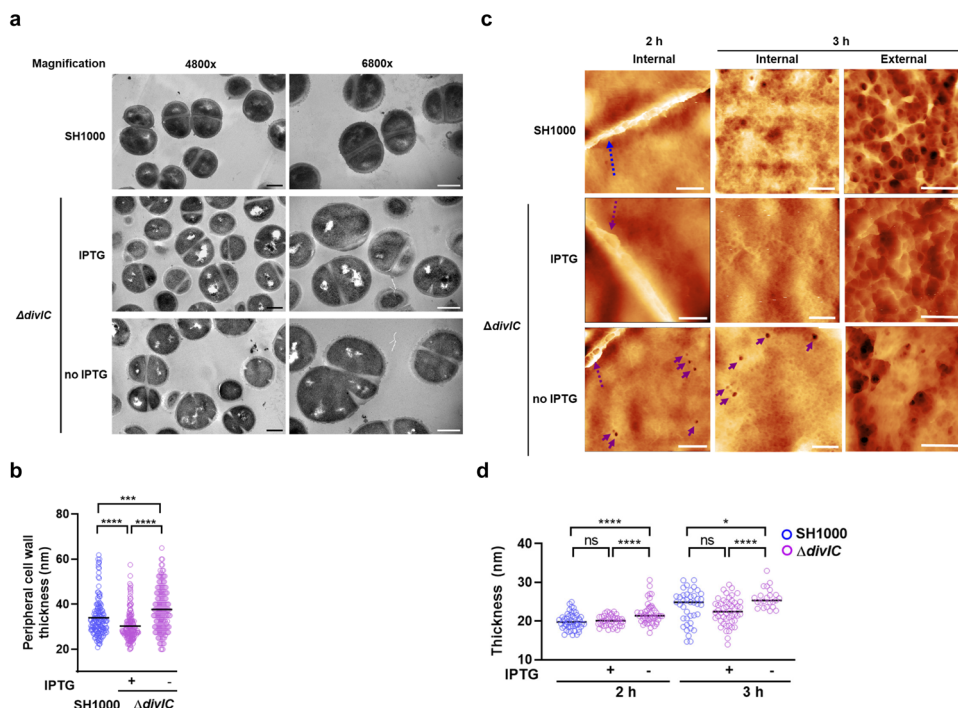 a
Magnification 4800x 6800x
SH1000
IPTG
ΔdivIC
no IPTG
b
*** 
**** ****
80
60
40
20
Peripheral cell wall
thickness (nm)
IPTG + -
SH1000 ΔdivIC
c
2 h 3 h
Internal Internal External
SH1000
IPTG
ΔdivIC
no IPTG
d
**** *
ns **** ns ****
SH1000
ΔdivIC
40
30
20
10
Thickness (nm)
IPTG + - + -
2 h 3 h